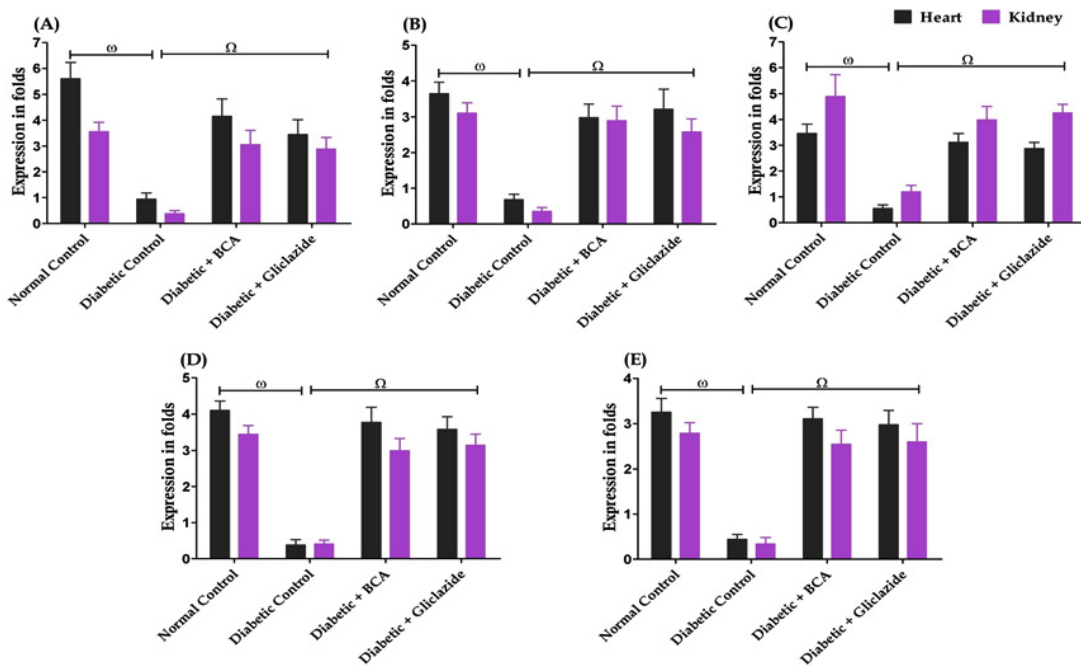 (A)
(B)
(C)
Heart
Kidney
ω
Ω
ω
Ω
ω
Ω
Expression in folds
7
6
5
4
3
2
1
0
Expression in folds
5
4
3
2
1
0
Expression in folds
7
6
5
4
3
2
1
0
Normal Control
Diabetic Control
Diabetic + BCA
Diabetic + Gliclazide
Normal Control
Diabetic Control
Diabetic + BCA
Diabetic + Gliclazide
Normal Control
Diabetic Control
Diabetic + BCA
Diabetic + Gliclazide
(D)
(E)
ω
Ω
ω
Ω
Expression in folds
5
4
3
2
1
0
Expression in folds
4
3
2
1
0
Normal Control
Diabetic Control
Diabetic + BCA
Diabetic + Gliclazide
Normal Control
Diabetic Control
Diabetic + BCA
Diabetic + Gliclazide